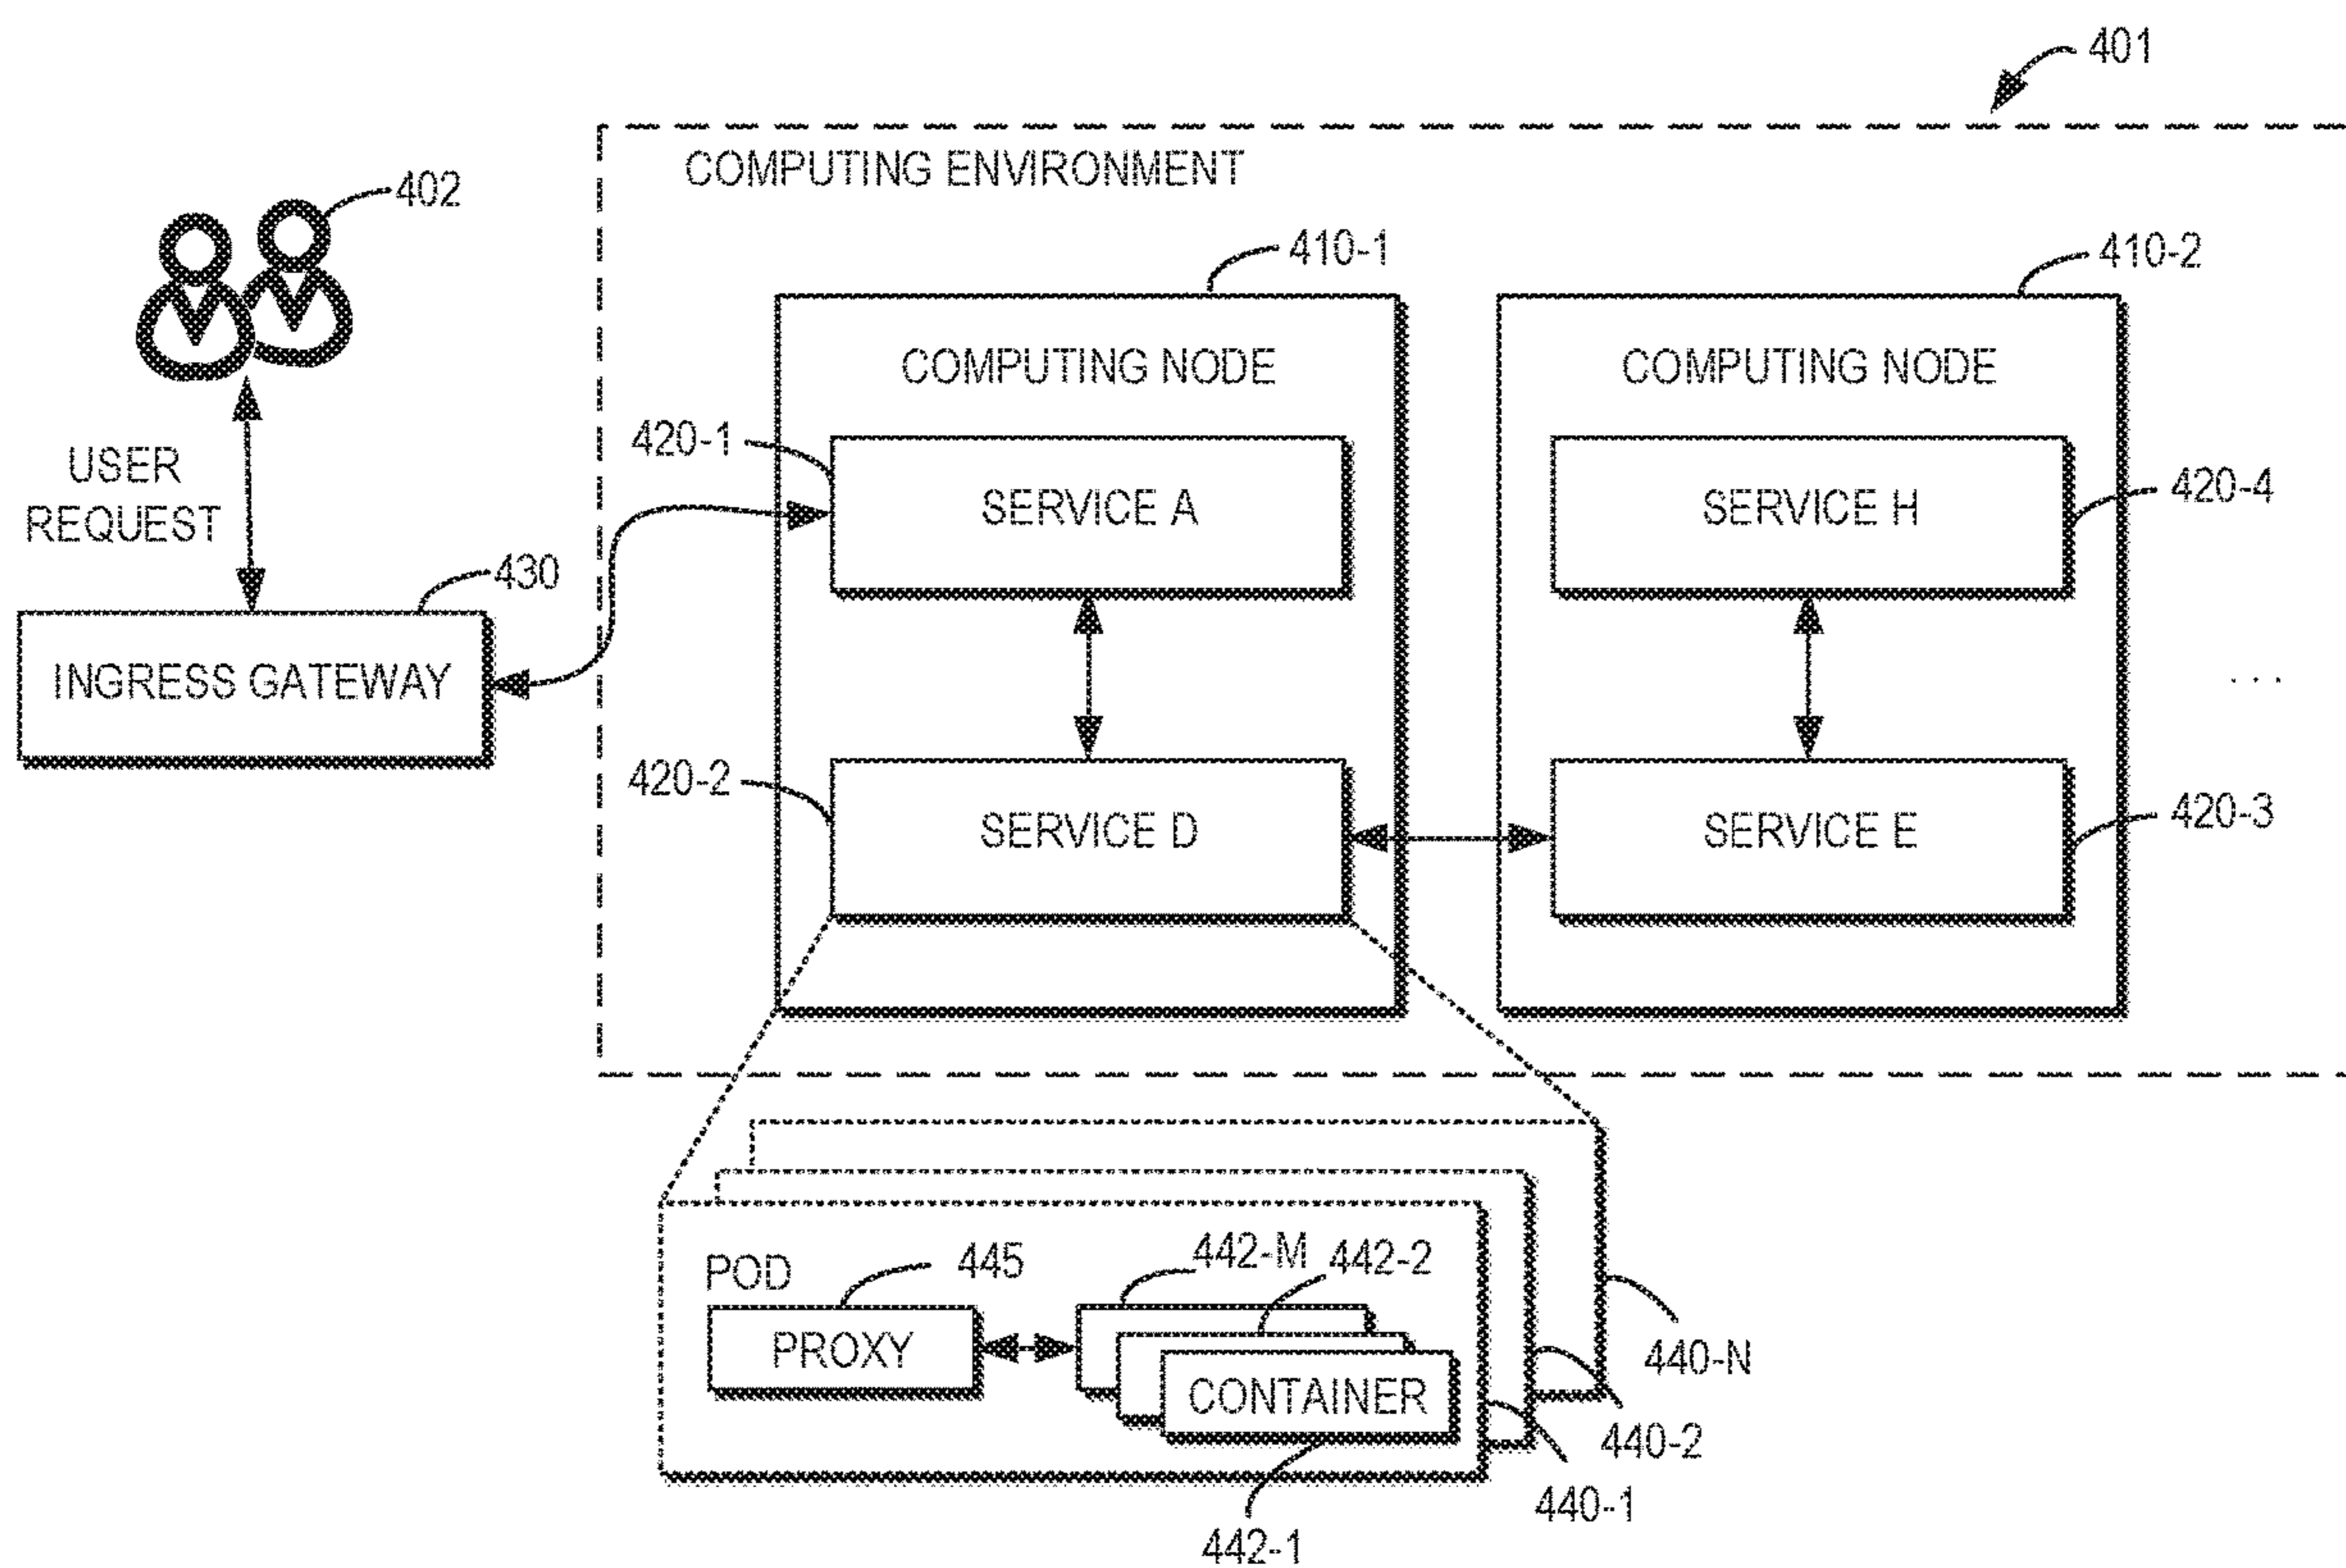 401
COMPUTING ENVIRONMENT
402
410-1
410-2
COMPUTING NODE
COMPUTING NODE
420-1
USER
REQUEST
SERVICE A
SERVICE H
420-4
430
INGRESS GATEWAY
...
420-2
SERVICE D
SERVICE E
420-3
POD
445
442-M
442-2
PROXY
CONTAINER
440-N
440-2
440-1
442-1